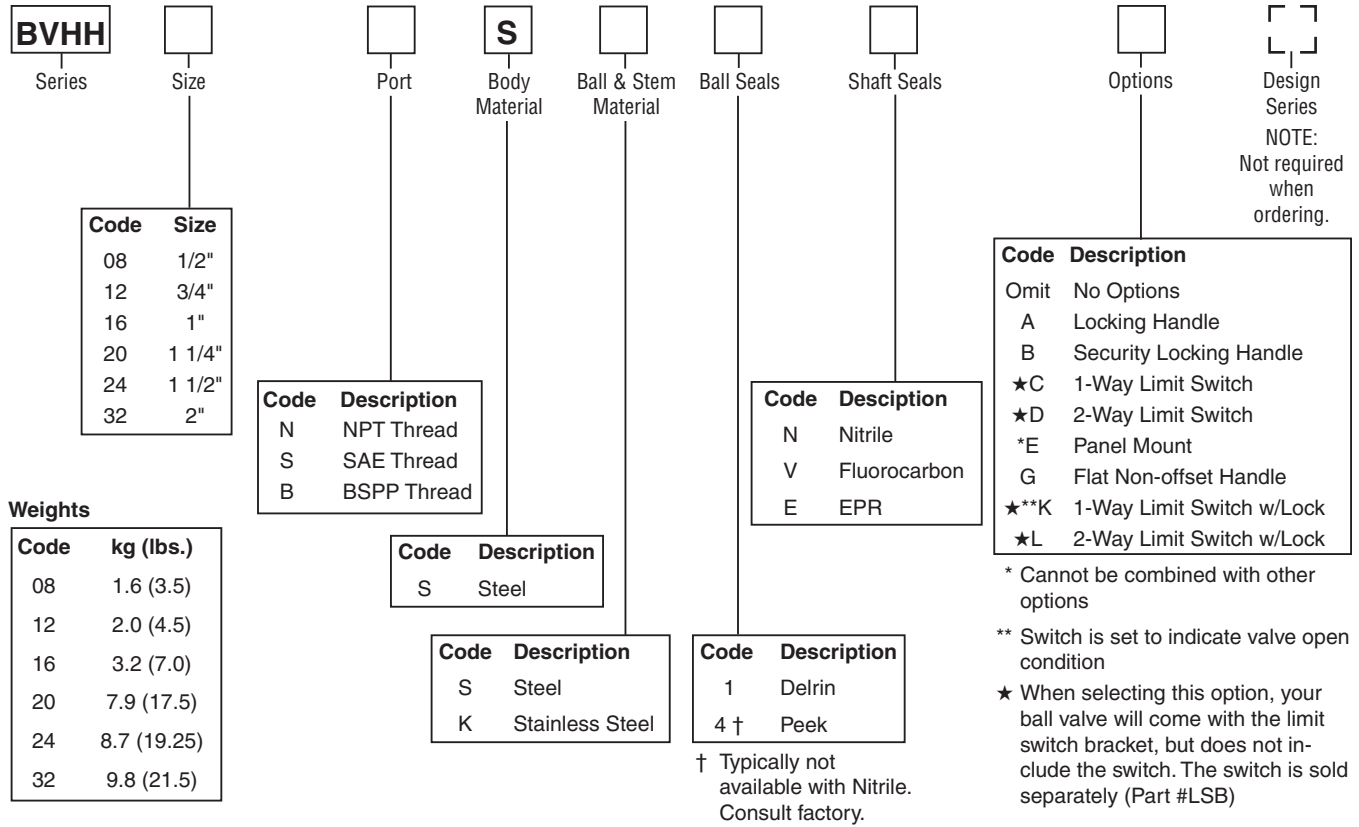 BVHH
S
Series
Size
Port
Body
Material
Ball & Stem
Material
Ball Seals
Shaft Seals
Options
Design
Series
NOTE:
Not required
when
ordering.
Code Size
08 1/2"
12 3/4"
16 1"
20 1 1/4"
24 1 1/2"
32 2"
Weights
Code kg (lbs.)
08 1.6 (3.5)
12 2.0 (4.5)
16 3.2 (7.0)
20 7.9 (17.5)
24 8.7 (19.25)
32 9.8 (21.5)
Code Description
N NPT Thread
S SAE Thread
B BSPP Thread
Code Description
S Steel
Code Description
S Steel
K Stainless Steel
Code Description
1 Delrin
4 † Peek
† Typically not
available with Nitrile.
Consult factory.
Code Desciption
N Nitrile
V Fluorocarbon
E EPR
Code Description
Omit No Options
A Locking Handle
B Security Locking Handle
★C 1-Way Limit Switch
★D 2-Way Limit Switch
*E Panel Mount
G Flat Non-offset Handle
★**K 1-Way Limit Switch w/Lock
★L 2-Way Limit Switch w/Lock
* Cannot be combined with other
options
** Switch is set to indicate valve open
condition
★ When selecting this option, your
ball valve will come with the limit
switch bracket, but does not in-
clude the switch. The switch is sold
separately (Part #LSB)